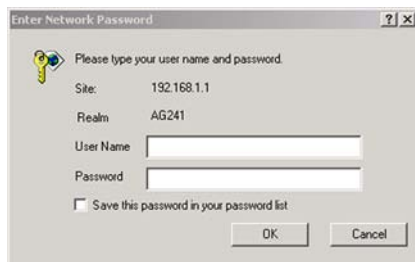 Enter Network Password
Please type your user name and password.
Site: 192.168.1.1
Realm AG241
User Name
Password
Save this password in your password list
OK Cancel